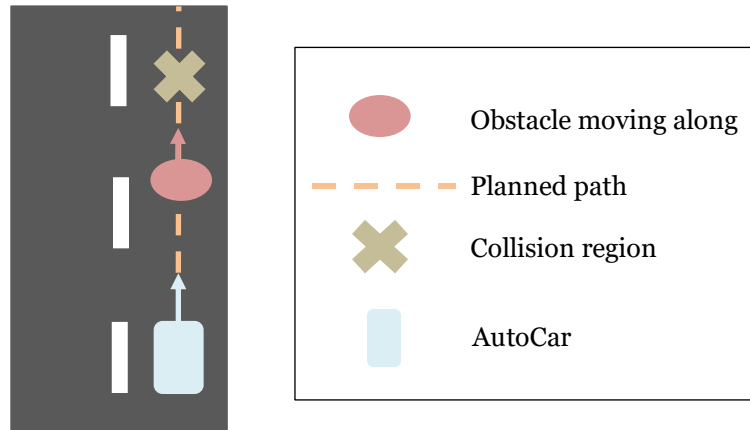 Obstacle moving along
Planned path
Collision region
AutoCar